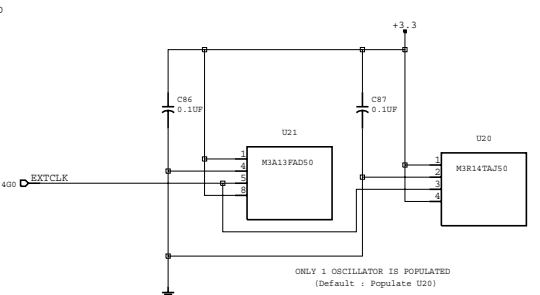 +3.3
C86
0.1UF
C87
0.1UF
U21
M3A13FAD50
1
4
5
8
U20
M3R14TAJ50
1
2
3
4
4G0 EXTCLK
ONLY 1 OSCILLATOR IS POPULATED
(Default : Populate U20)